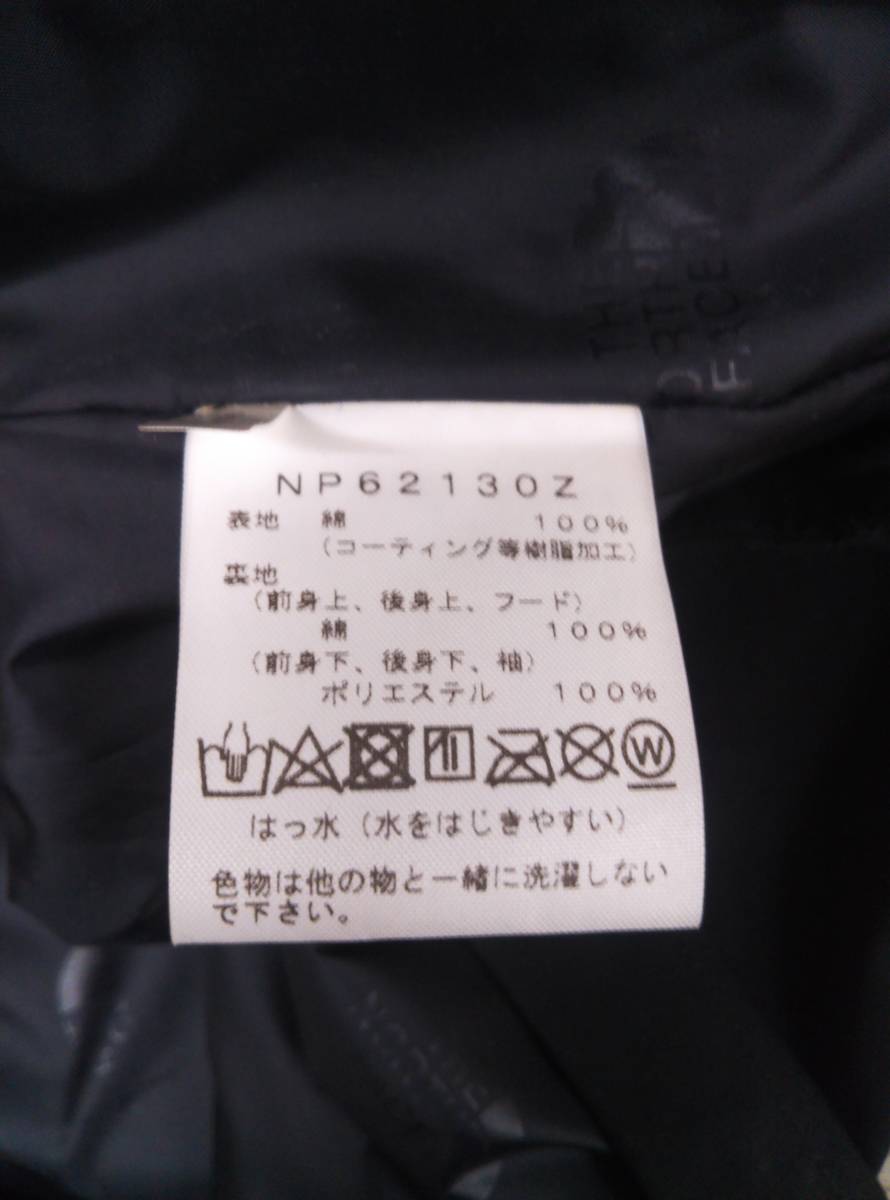 THE
NORTH
FACE
NP62130Z
表地 綿 100%
(コーティング等樹脂加工)
裏地
(前身上、後身上、フード)
綿 100%
(前身下、後身下、袖)
ポリエステル 100%
W
はっ水(水をはじきやすい)
色物は他の物と一緒に洗濯しない
で下さい。